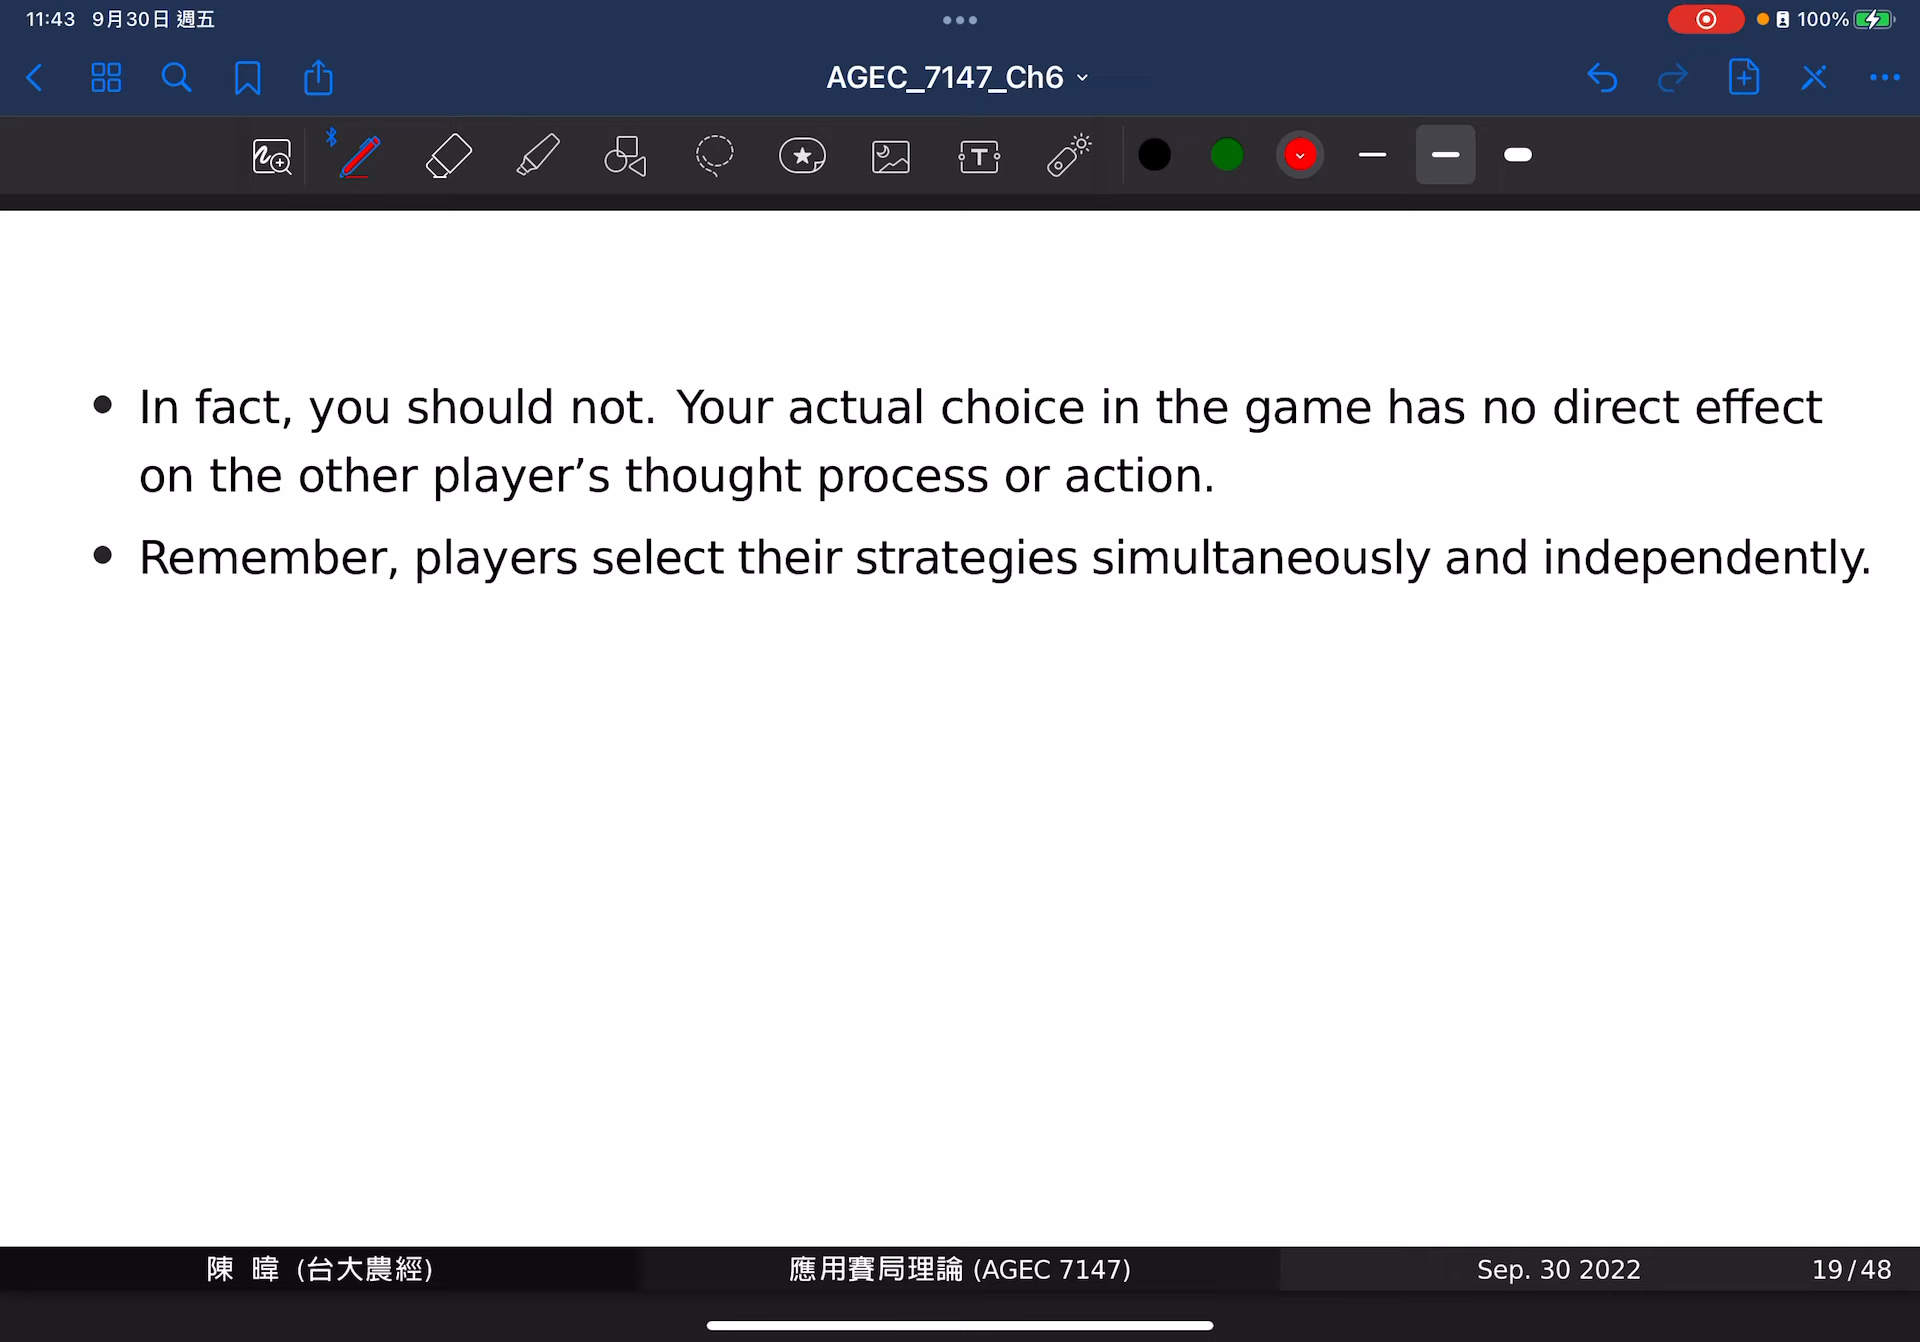 11:43 9月30日 週五
100%
AGEC_7147_Ch6
T
• In fact, you should not. Your actual choice in the game has no direct effect
on the other player’s thought process or action.
• Remember, players select their strategies simultaneously and independently.
陳 暐 (台大農經) 應用賽局理論 (AGEC 7147) Sep. 30 2022 19/48